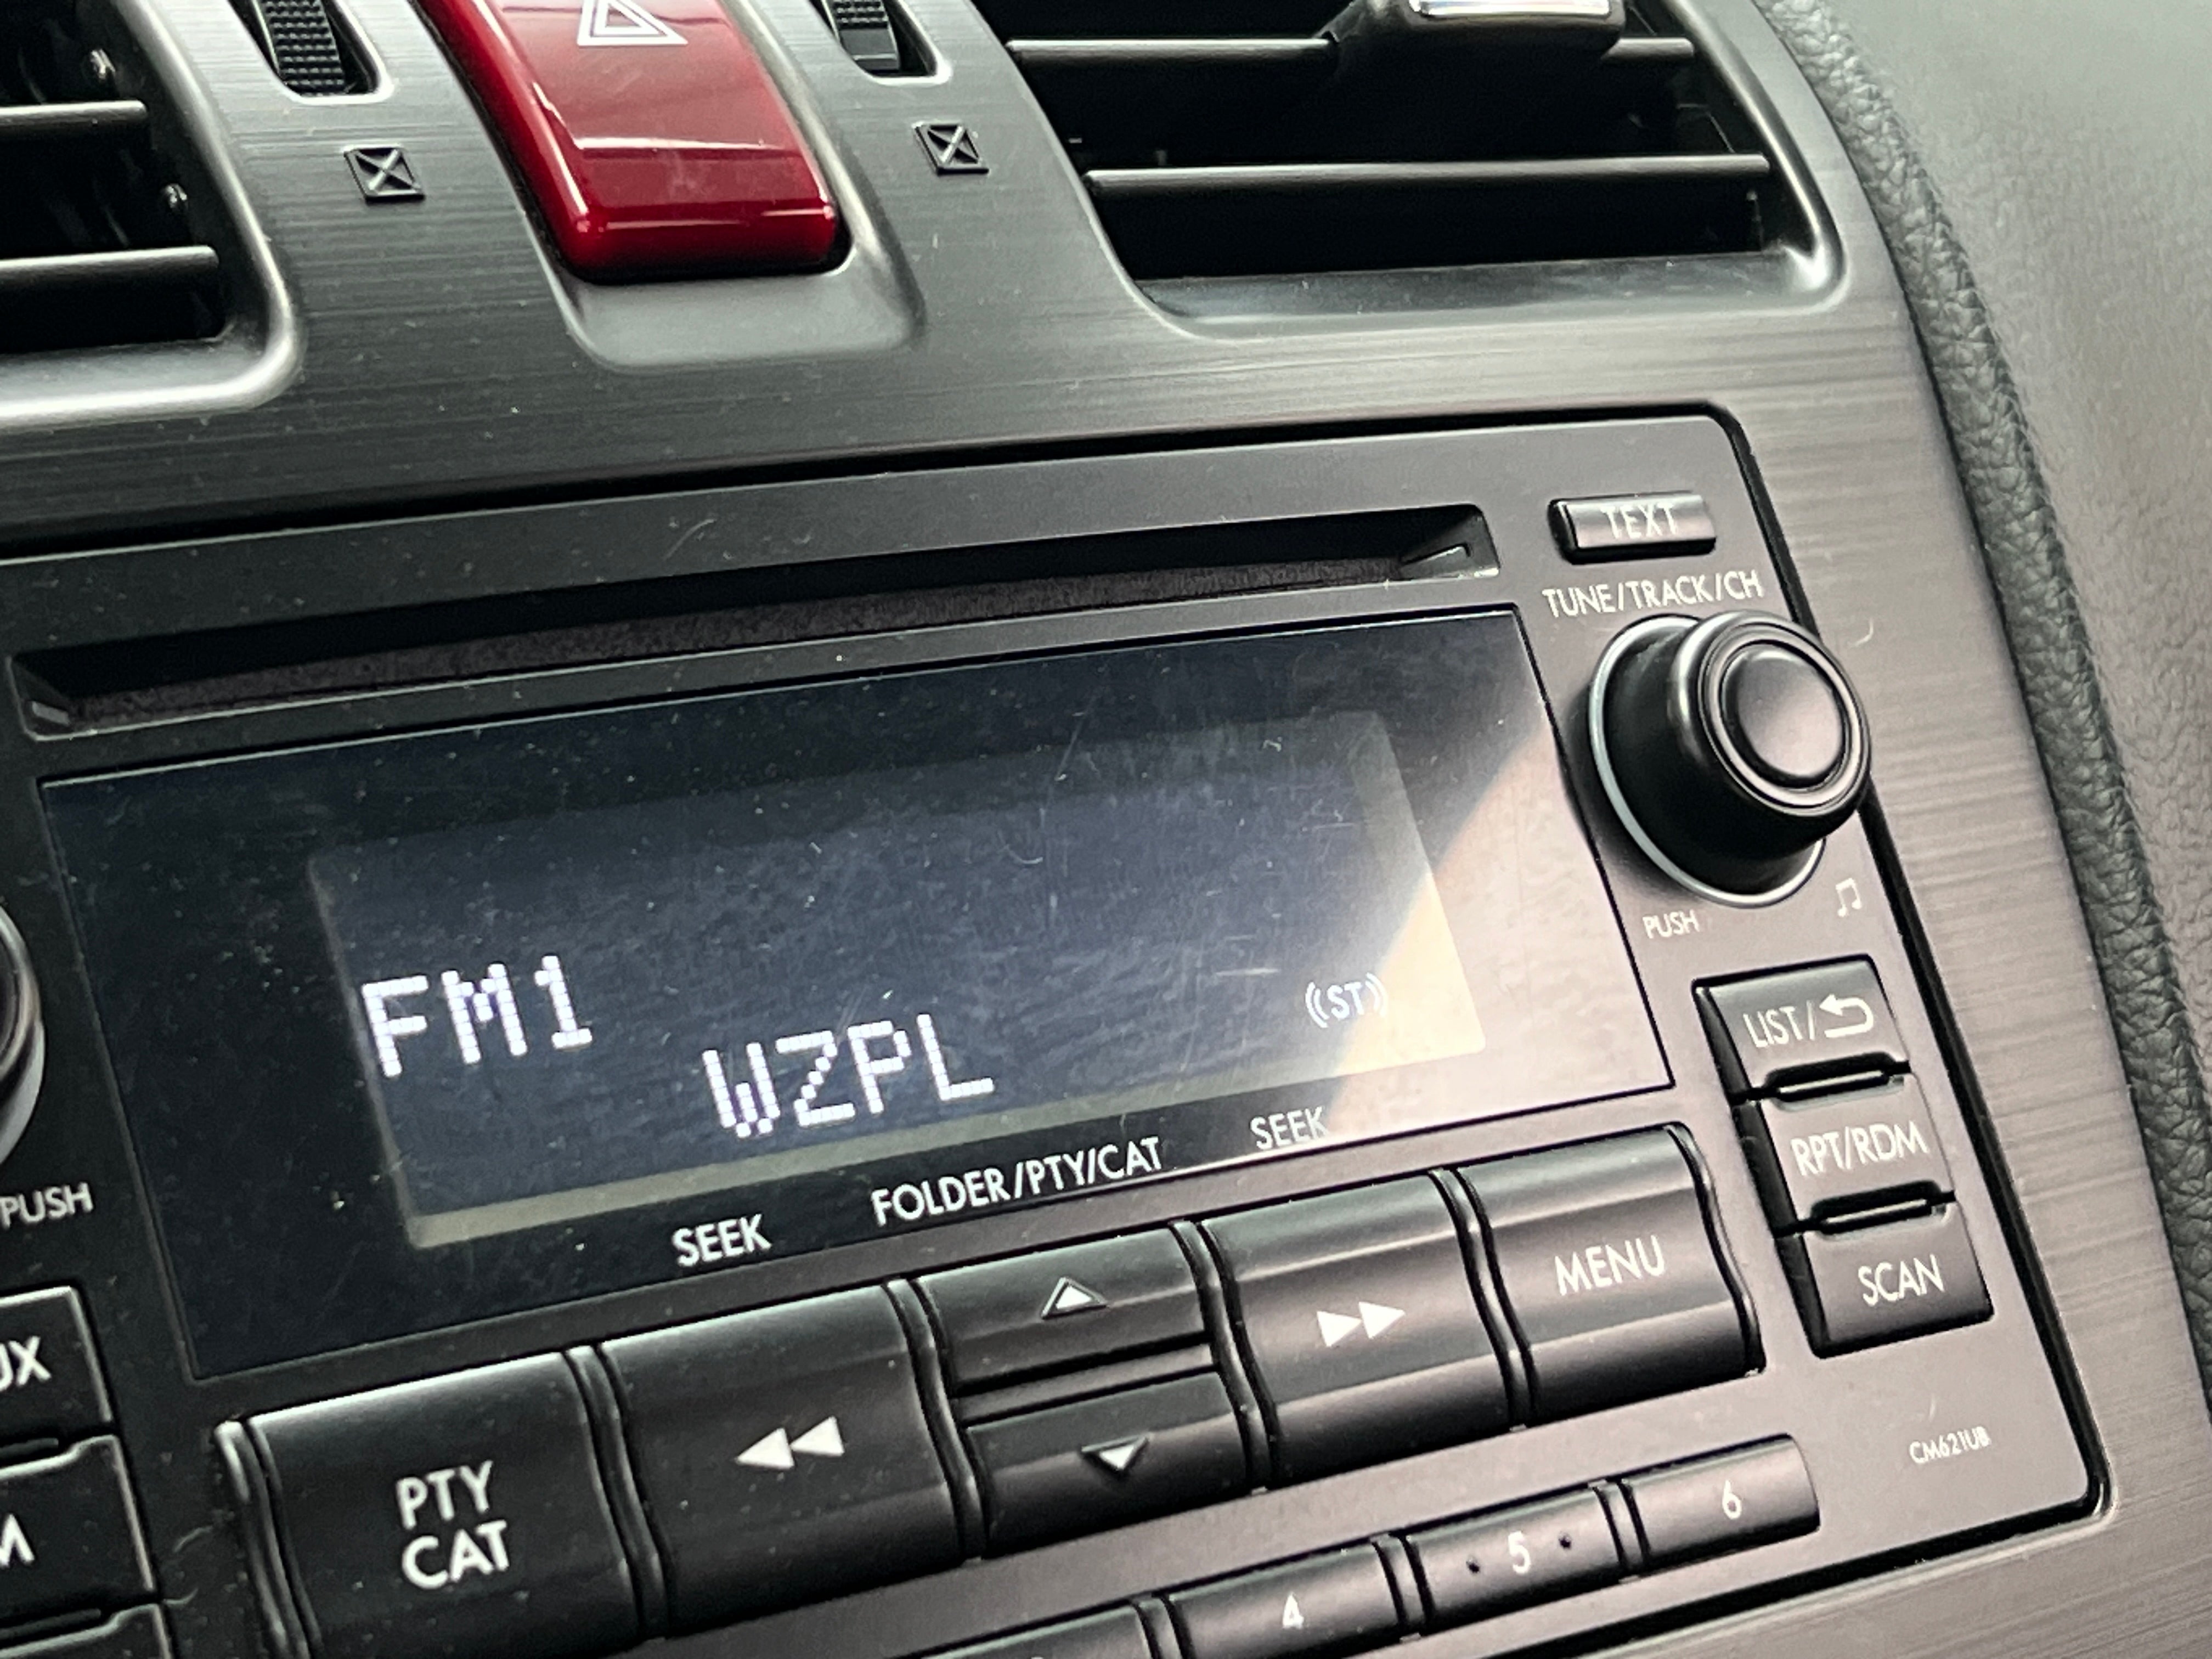 TEXT
TUNE/TRACK/CH
PUSH
FM1
(ST)
WZPL
LIST/
RPT/RDM
SCAN
PUSH
SEEK
FOLDER/PTY/CAT
SEEK
MENU
PTY
CAT
UX
M
4
5
6
CM621UB